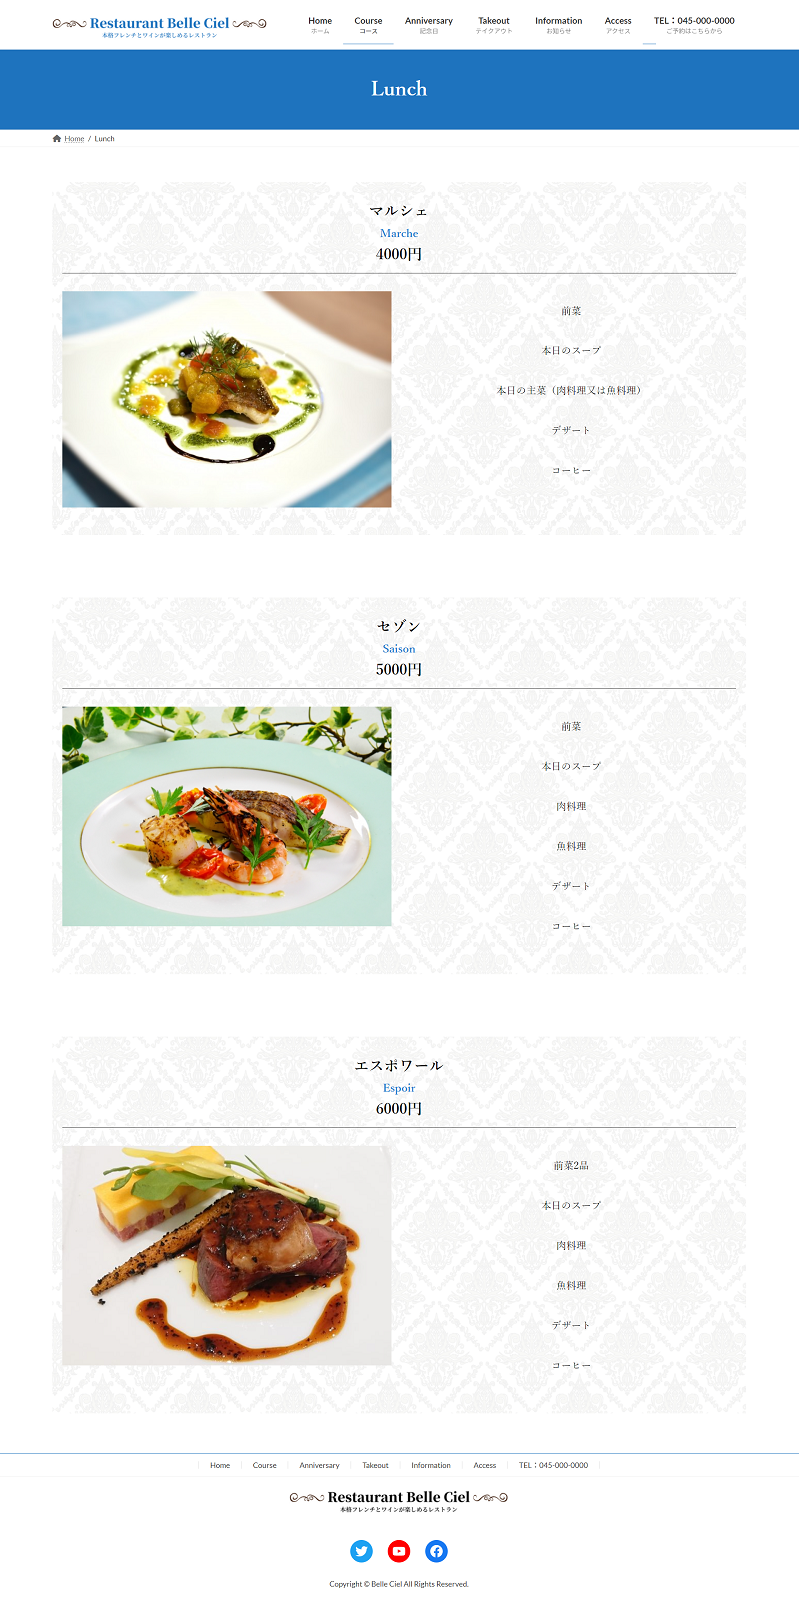 Restaurant Belle Ciel
本格フレンチとワインが楽しめるレストラン
Home
ホーム
Course
コース
Anniversary
記念日
Takeout
テイクアウト
Information
お知らせ
Access
アクセス
TEL：045-000-0000
ご予約はこちらから
Lunch
Home / Lunch
マルシェ
Marche
4000円
前菜
本日のスープ
本日の主菜（肉料理又は魚料理）
デザート
コーヒー
セゾン
Saison
5000円
前菜
本日のスープ
肉料理
魚料理
デザート
コーヒー
エスポワール
Espoir
6000円
前菜2品
本日のスープ
肉料理
魚料理
デザート
コーヒー
Home Course Anniversary Takeout Information Access TEL：045-000-0000
Restaurant Belle Ciel
本格フレンチとワインが楽しめるレストラン
Copyright © Belle Ciel All Rights Reserved.